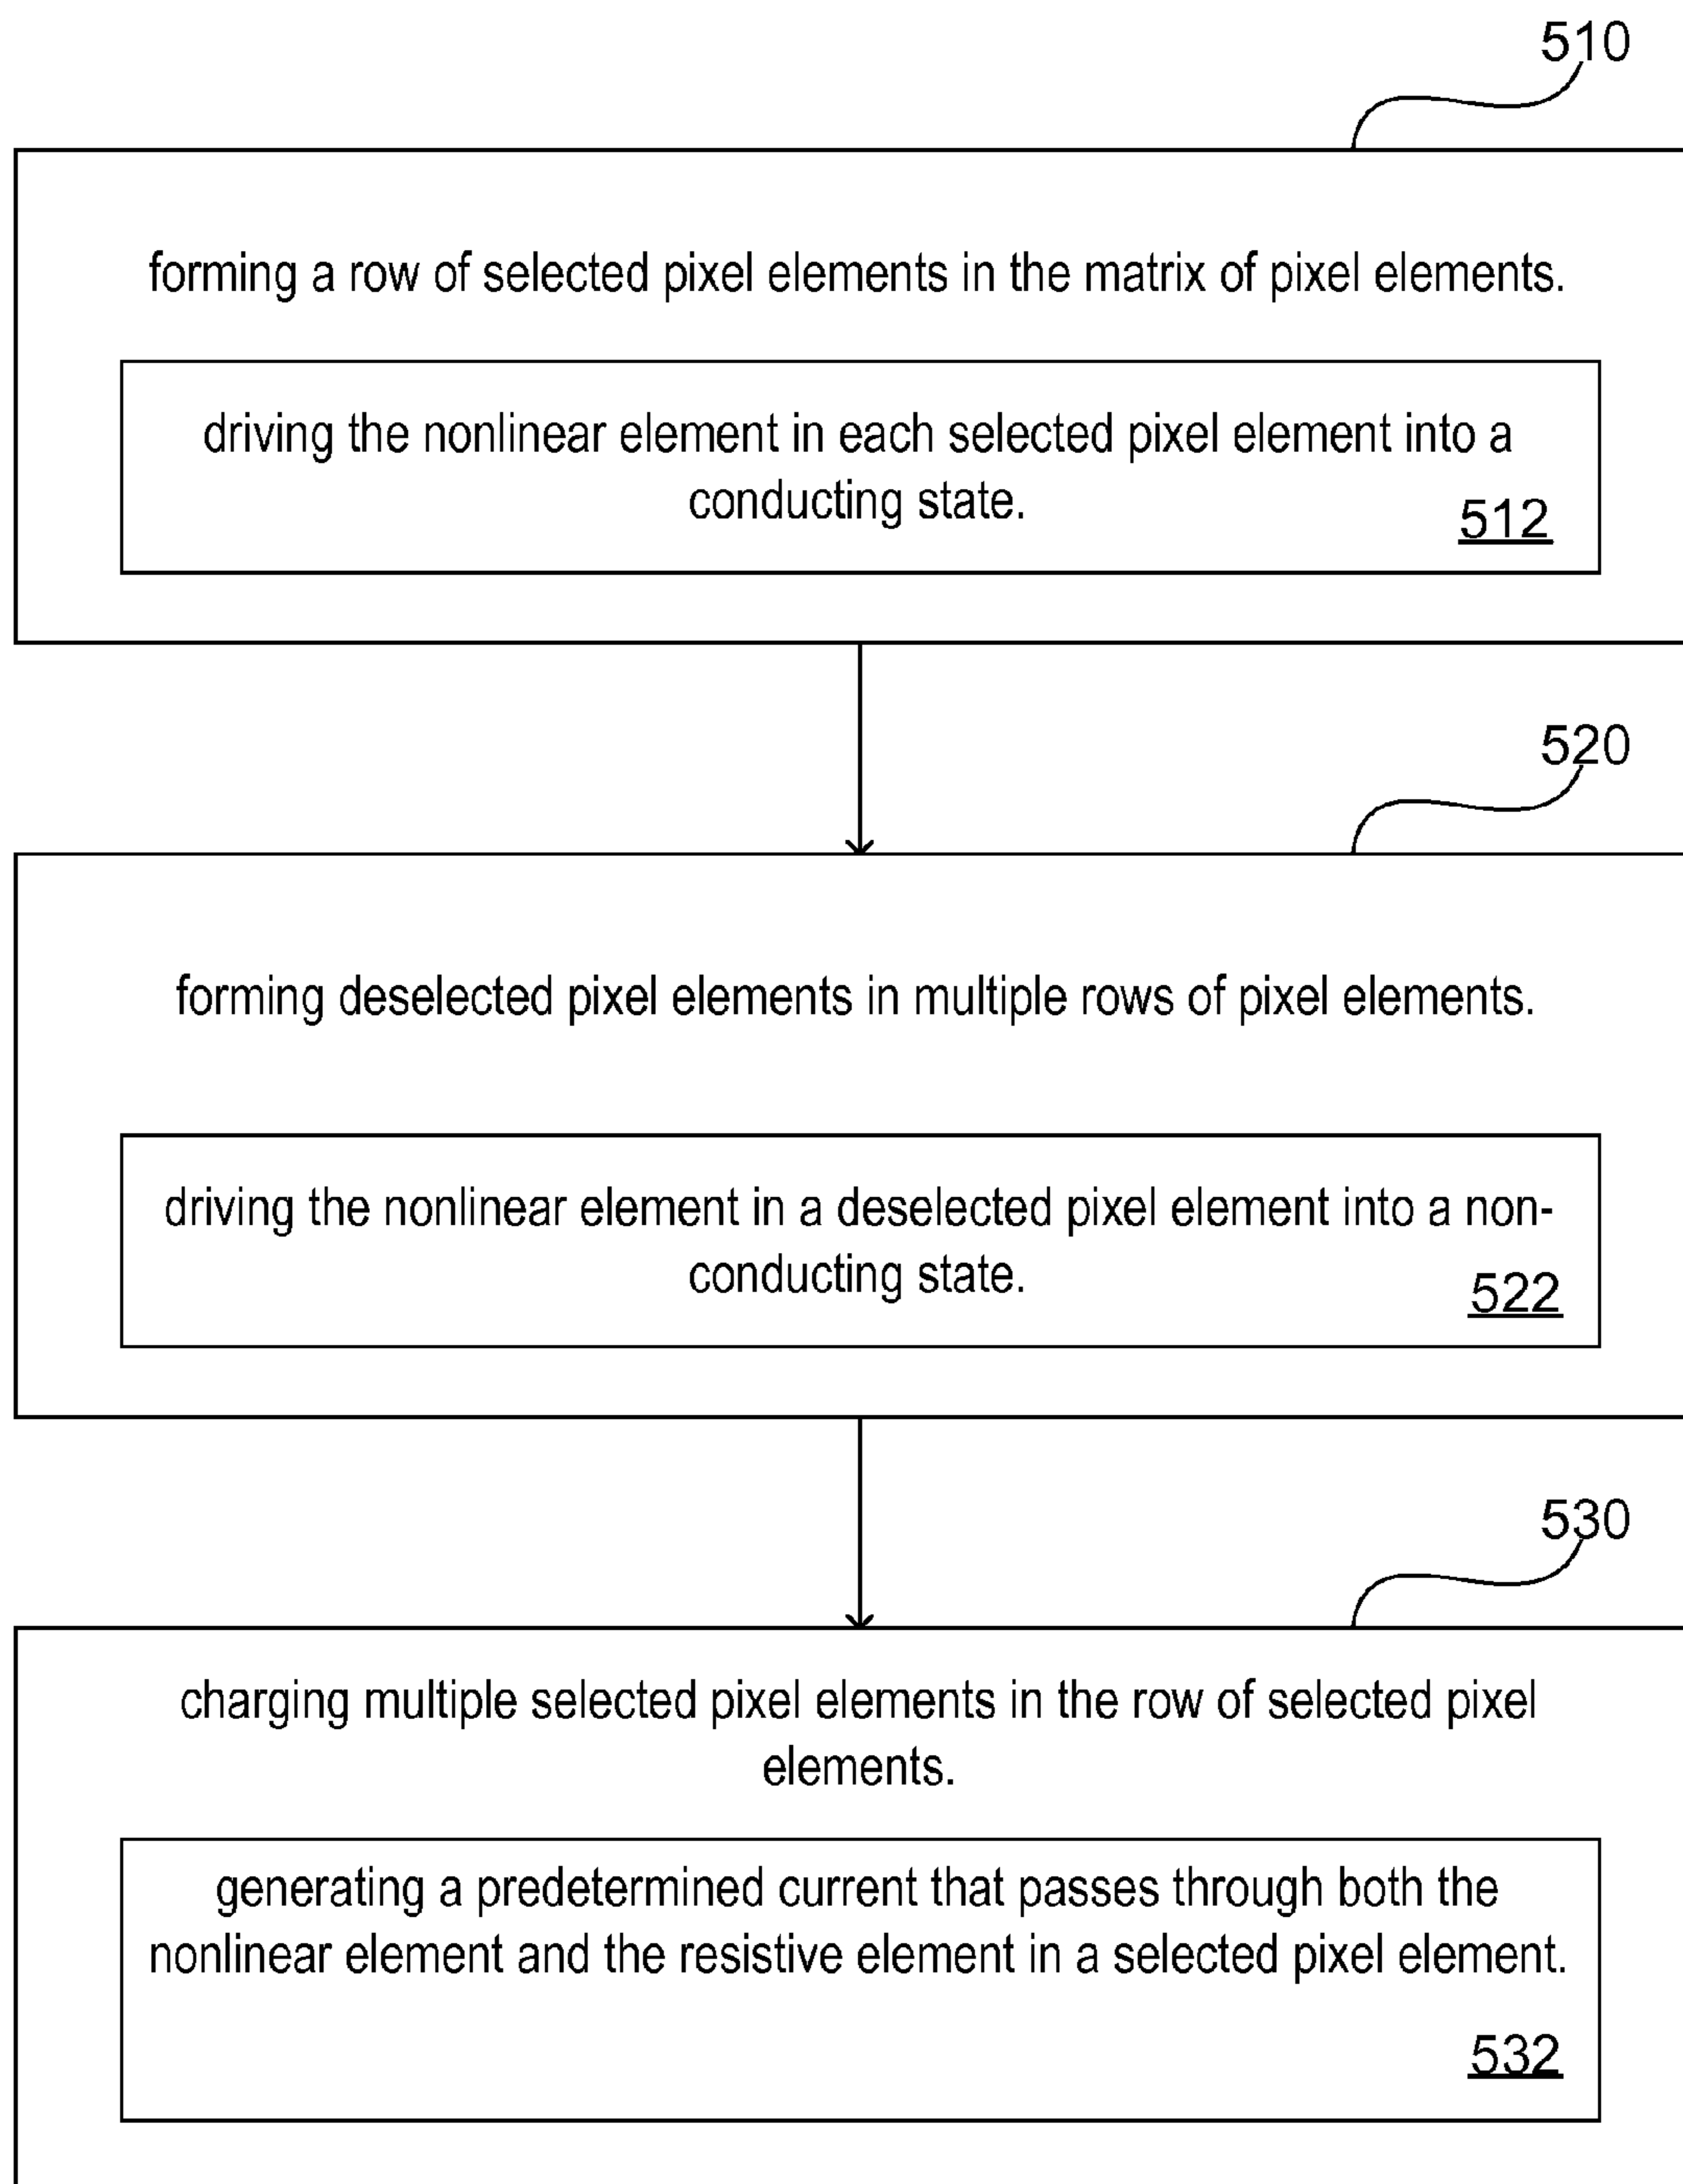 510
forming a row of selected pixel elements in the matrix of pixel elements.
driving the nonlinear element in each selected pixel element into a
conducting state.
512
520
forming deselected pixel elements in multiple rows of pixel elements.
driving the nonlinear element in a deselected pixel element into a non-
conducting state.
522
530
charging multiple selected pixel elements in the row of selected pixel
elements.
generating a predetermined current that passes through both the
nonlinear element and the resistive element in a selected pixel element.
532